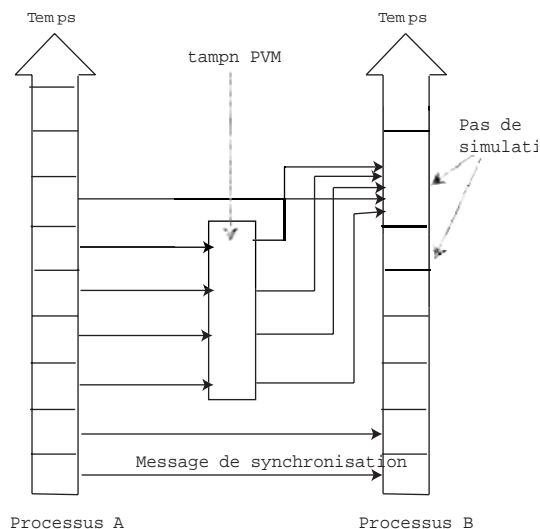 Temps
Temps
tampn PVM
Pas de
simulati
Message de synchronisation
Processus A
Processus B